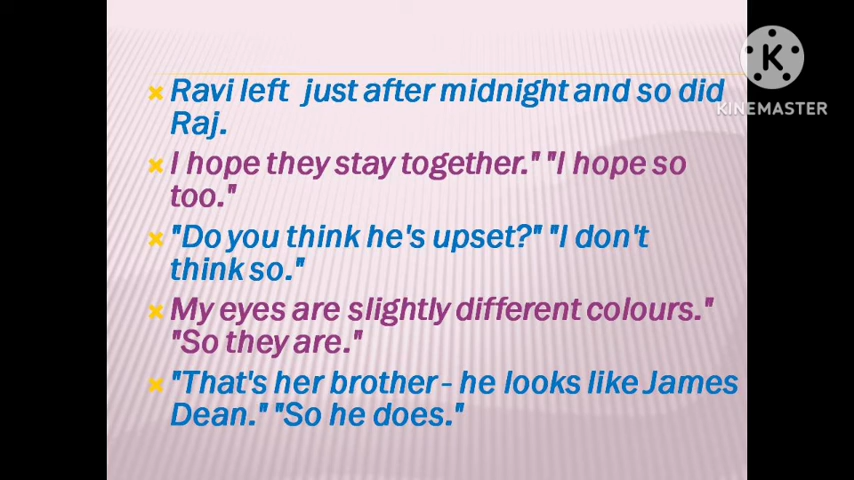 KINEMASTER
Ravi left just after midnight and so did
Raj.
I hope they stay together." "I hope so
too."
"Do you think he's upset?" "I don't
think so."
My eyes are slightly different colours."
"So they are."
"That's her brother - he looks like James
Dean." "So he does."